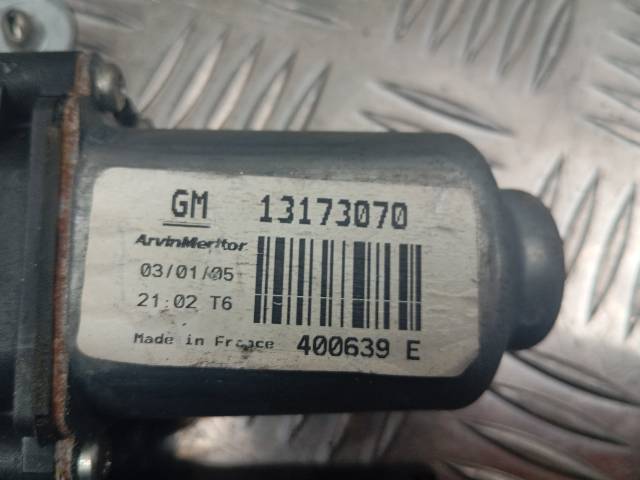 GM 13173070
ArvinMeritor
03/01/05
21:02 T6
Made in France 400639 E